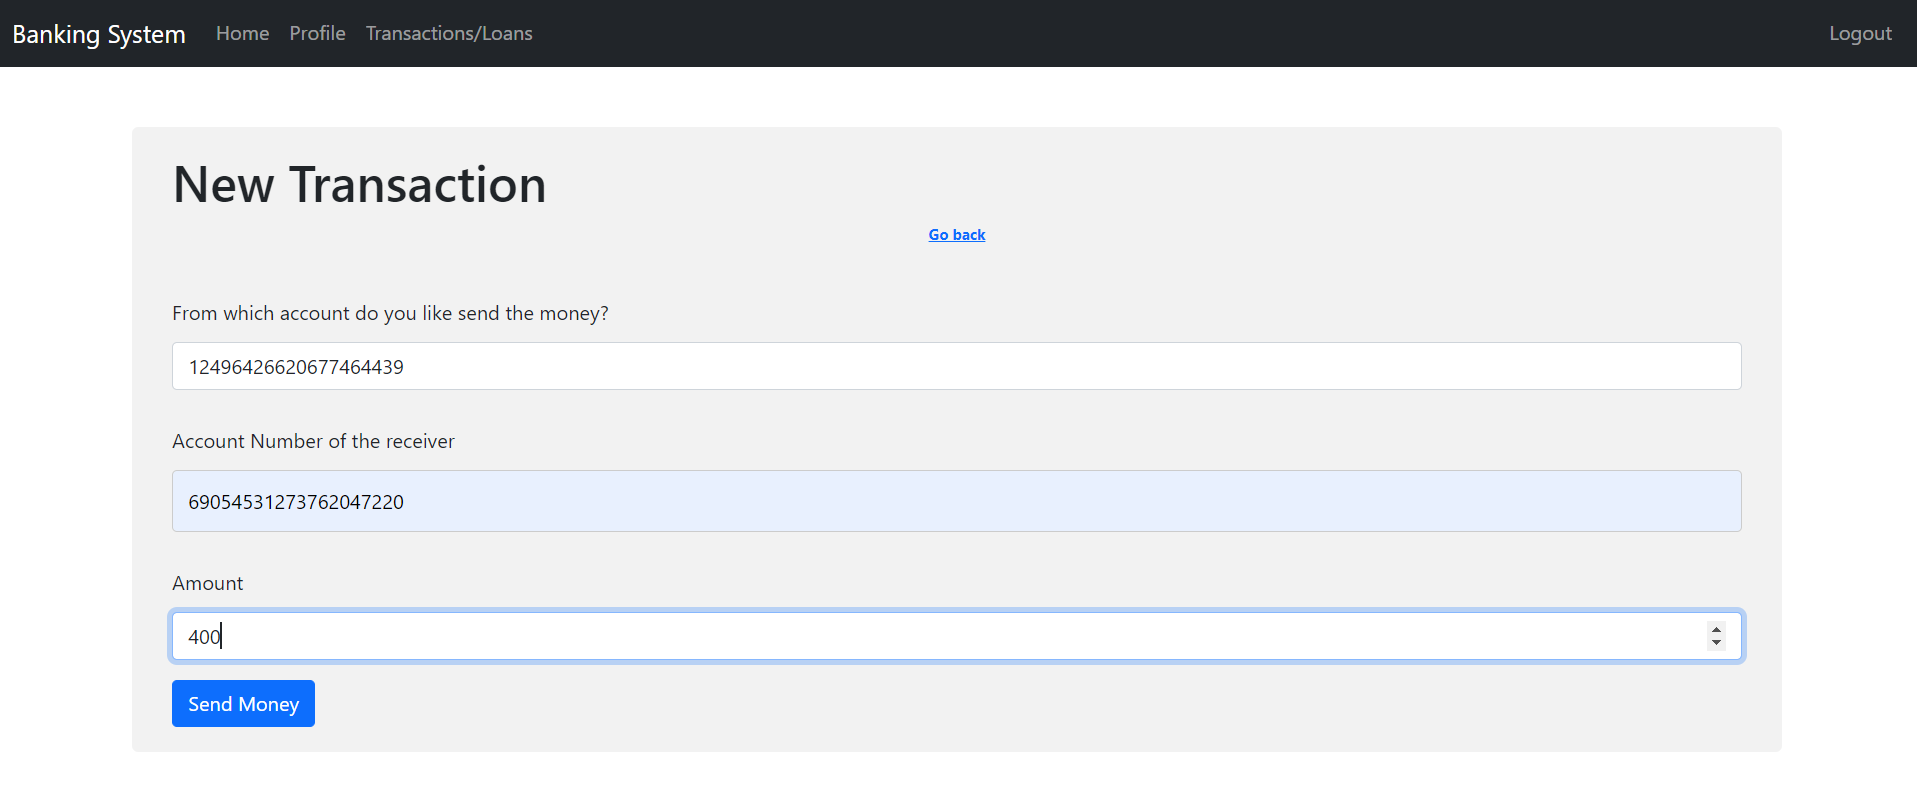 Banking System Home Profile Transactions/Loans Logout
New Transaction
Go back
From which account do you like send the money?
12496426620677464439
Account Number of the receiver
69054531273762047220
Amount
400
Send Money